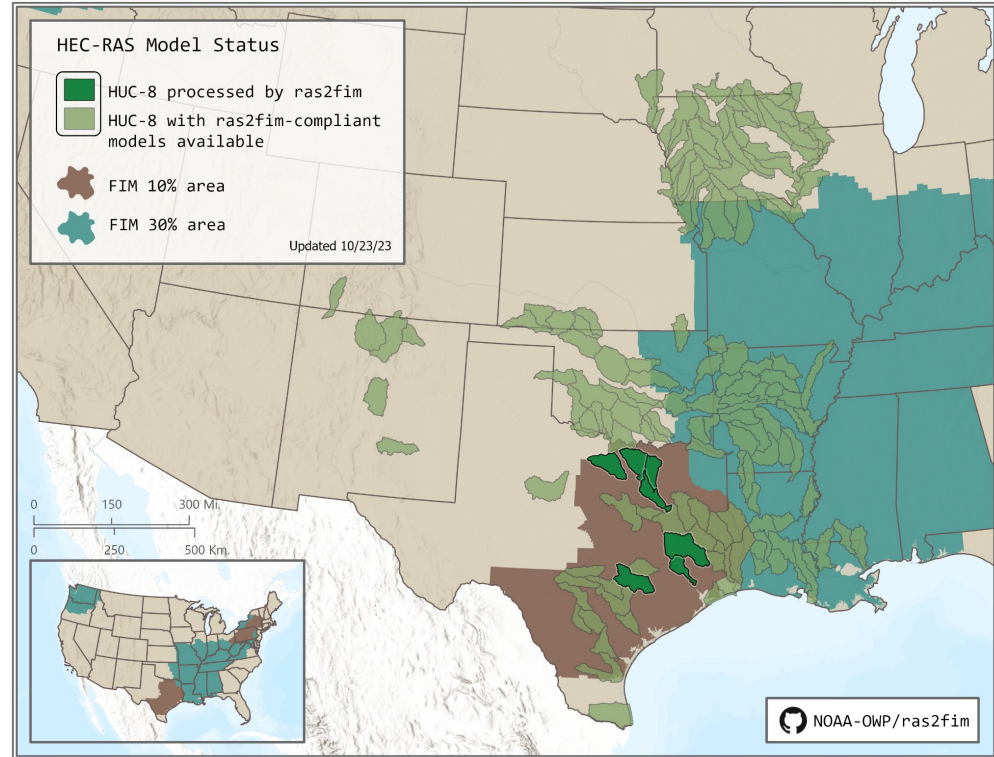 HEC-RAS Model Status
HUC-8 processed by ras2fim
HUC-8 with ras2fim-compliant
models available
FIM 10% area
FIM 30% area
Updated 10/23/23
0 150 300 Mi.
0 250 500 Km.
NOAA-OWP/ras2fim